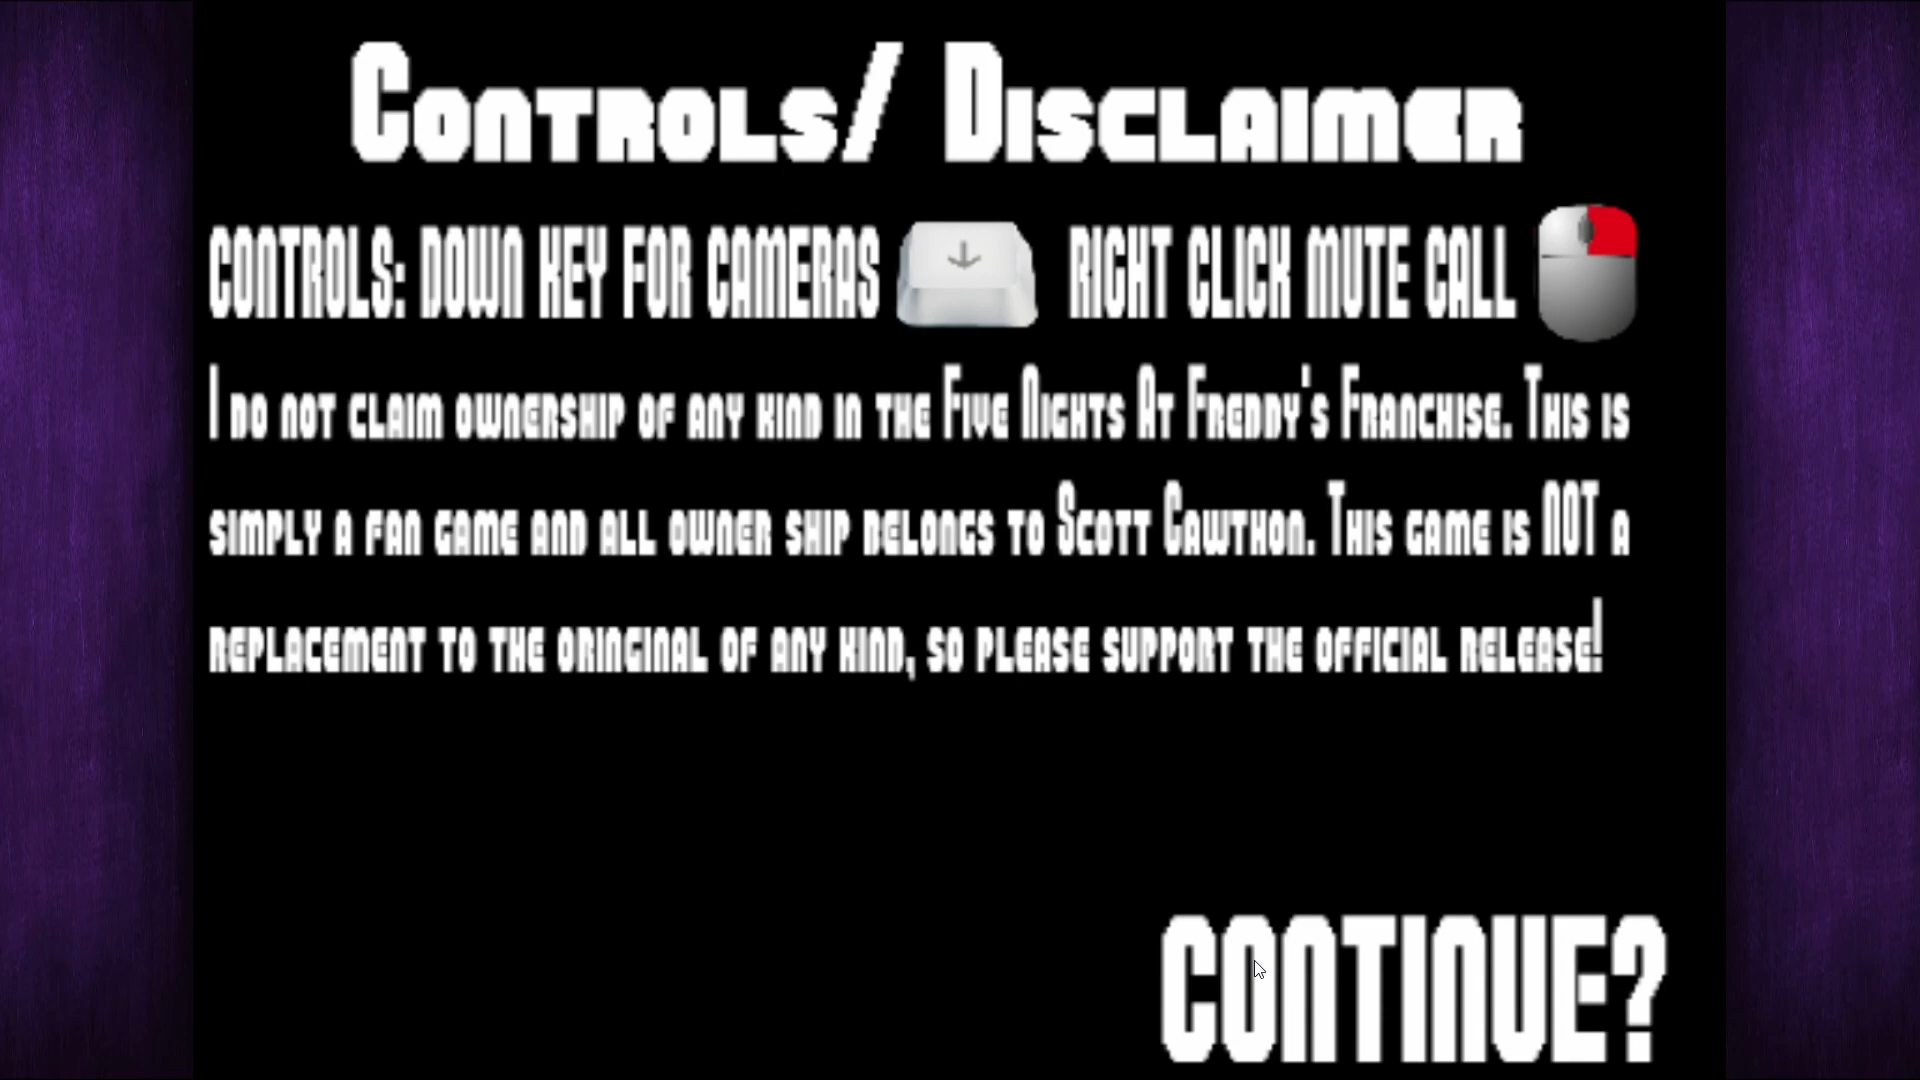 Controls/ Disclaimer
CONTROLS: DOWN KEY FOR CAMERAS RIGHT CLICK MUTE CALL
I do not claim ownership of any kind in the Five Nights At Freddy's Franchise. This is
simply a fan game and all owner ship belongs to Scott Cawthon. This game is NOT a
replacement to the oringinal of any kind, so please support the official release!
CONTINUE?